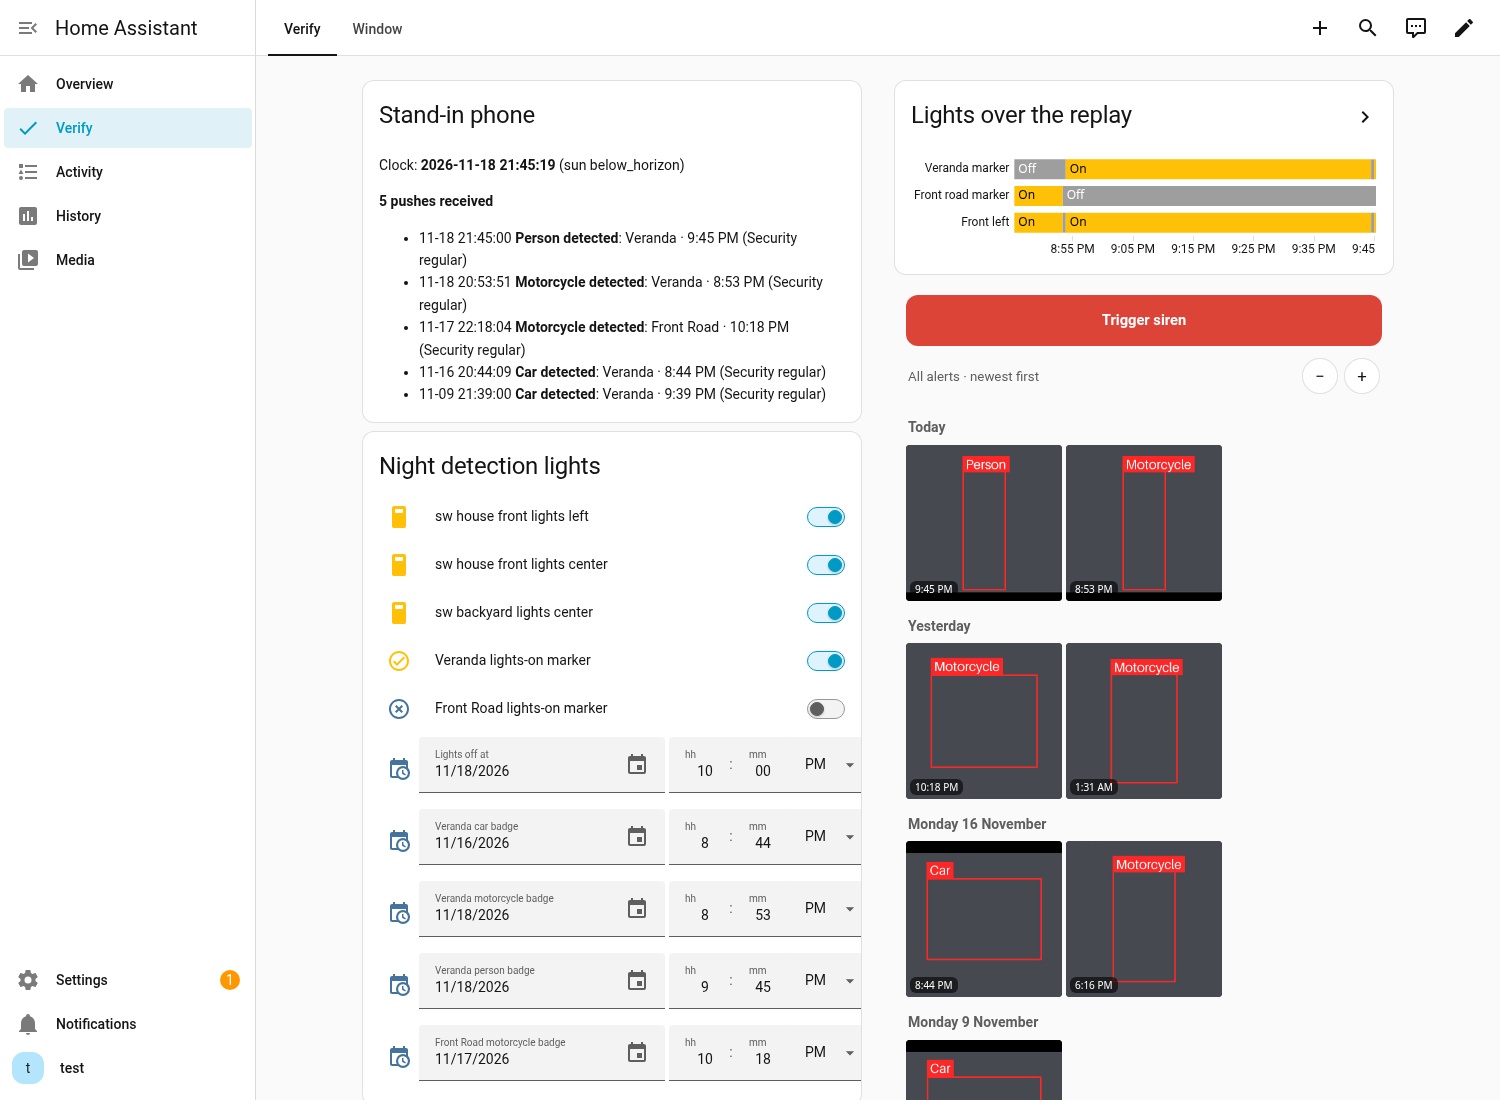 Home Assistant
Verify
Window
Overview
Verify
Activity
History
Media
Settings
1
Notifications
t
test
Stand-in phone
Clock: 2026-11-18 21:45:19 (sun below_horizon)
5 pushes received
• 11-18 21:45:00 Person detected: Veranda · 9:45 PM (Security
regular)
• 11-18 20:53:51 Motorcycle detected: Veranda · 8:53 PM (Security
regular)
• 11-17 22:18:04 Motorcycle detected: Front Road · 10:18 PM
(Security regular)
• 11-16 20:44:09 Car detected: Veranda · 8:44 PM (Security regular)
• 11-09 21:39:00 Car detected: Veranda · 9:39 PM (Security regular)
Night detection lights
sw house front lights left
sw house front lights center
sw backyard lights center
Veranda lights-on marker
Front Road lights-on marker
Lights off at
11/18/2026
hh mm
10 : 00 PM
Veranda car badge
11/16/2026
hh mm
8 : 44 PM
Veranda motorcycle badge
11/18/2026
hh mm
8 : 53 PM
Veranda person badge
11/18/2026
hh mm
9 : 45 PM
Front Road motorcycle badge
11/17/2026
hh mm
10 : 18 PM
Lights over the replay
Veranda marker Off On
Front road marker On Off
Front left On On
8:55 PM 9:05 PM 9:15 PM 9:25 PM 9:35 PM 9:45
Trigger siren
All alerts · newest first
− +
Today
Person
9:45 PM
Motorcycle
8:53 PM
Yesterday
Motorcycle
10:18 PM
Motorcycle
1:31 AM
Monday 16 November
Car
8:44 PM
Motorcycle
6:16 PM
Monday 9 November
Car